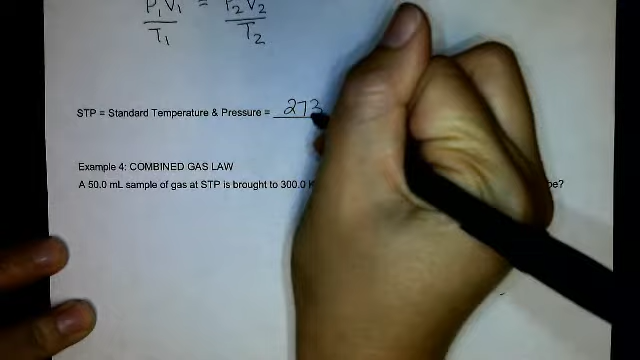 P₁V₁ = P₂V₂
T₁ T₂
STP = Standard Temperature & Pressure = 273
Example 4: COMBINED GAS LAW
A 50.0 mL sample of gas at STP is brought to 300.0 be?